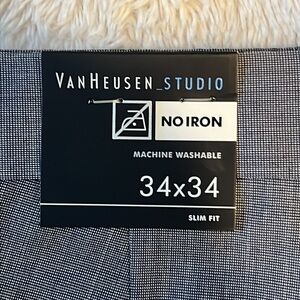 VANHEUSEN_STUDIO
NO IRON
MACHINE WASHABLE
34x34
SLIM FIT